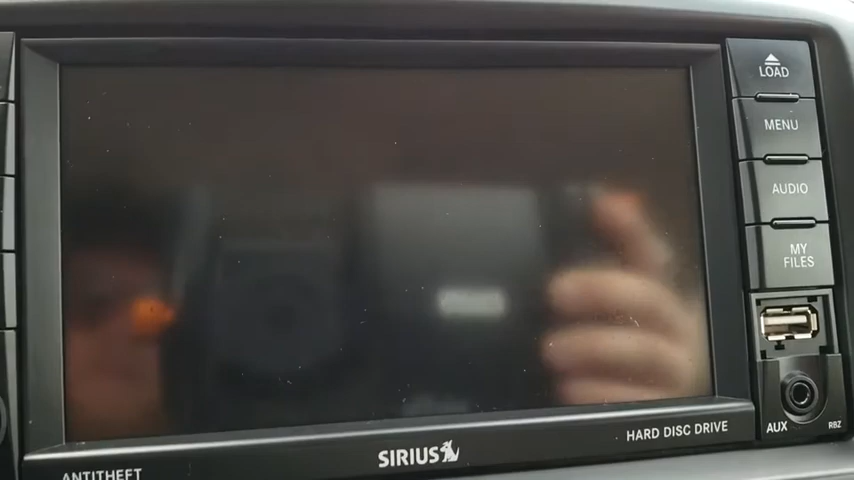 LOAD
MENU
AUDIO
MY
FILES
AUX
RBZ
HARD DISC DRIVE
SIRIUS
ANTITHEFT